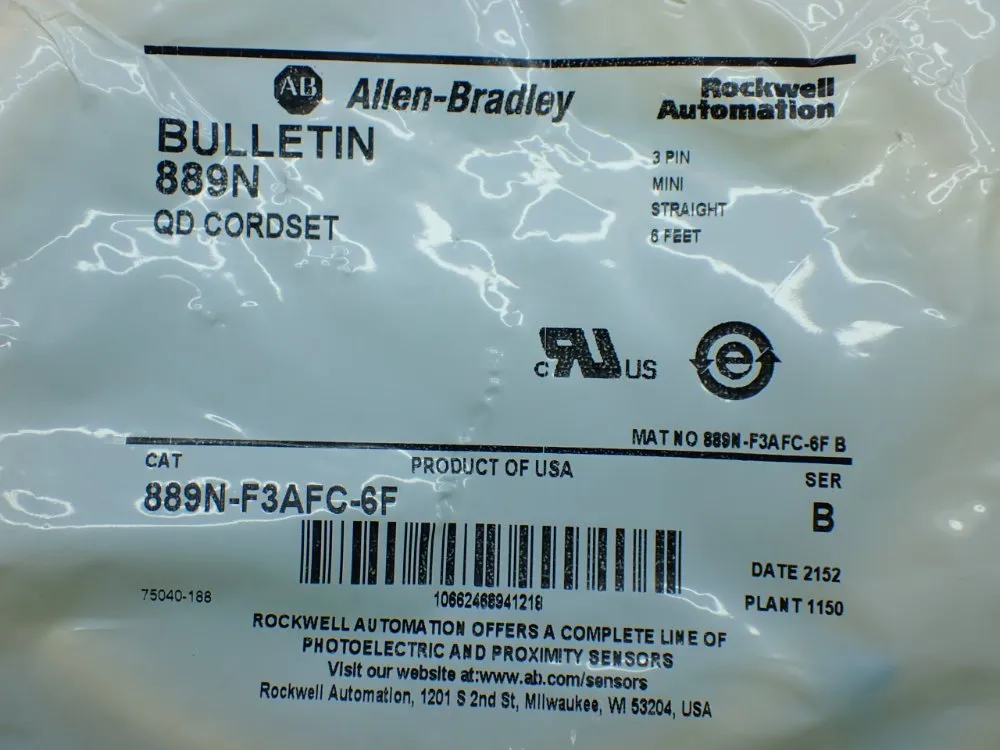 AB Allen-Bradley
Rockwell
Automation
BULLETIN
889N
QD CORDSET
3 PIN
MINI
STRAIGHT
6 FEET
c RU US
e
MAT NO 889N-F3AFC-6F B
CAT
PRODUCT OF USA
SER
889N-F3AFC-6F
B
DATE 2152
PLANT 1150
75040-188
10662468941218
ROCKWELL AUTOMATION OFFERS A COMPLETE LINE OF
PHOTOELECTRIC AND PROXIMITY SENSORS
Visit our website at:www.ab.com/sensors
Rockwell Automation, 1201 S 2nd St, Milwaukee, WI 53204, USA